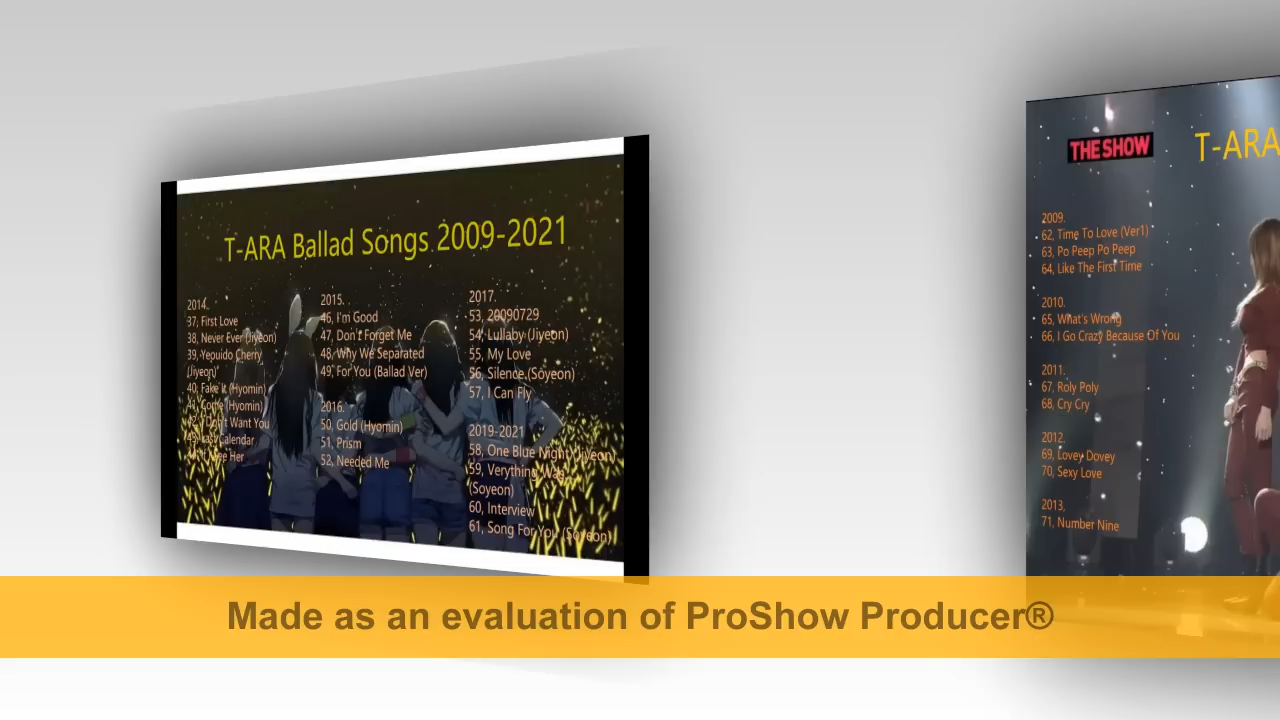 T-ARA Ballad Songs 2009-2021
2014.
37, First Love
38, Never Ever (Jiyeon)
39, Yeouido Cherry
(Jiyeon)
40, Fake It (Hyomin)
41, Come (Hyomin)
42, I Don't Want You
43, Last Calendar
44, If I See Her
2015.
46, I'm Good
47, Don't Forget Me
48, Why We Separated
49, For You (Ballad Ver)
2016.
50, Gold (Hyomin)
51, Prism
52, Needed Me
2017.
53, 20090729
54, Lullaby (Jiyeon)
55, My Love
56, Silence (Soyeon)
57, I Can Fly
2019-2021
58, One Blue Night (Jiyeon)
59, Verything Was
(Soyeon)
60, Interview
61, Song For You (Soyeon)
THE SHOW
T-ARA
2009.
62, Time To Love (Ver1)
63, Po Peep Po Peep
64, Like The First Time
2010.
65, What's Wrong
66, I Go Crazy Because Of You
2011.
67, Roly Poly
68, Cry Cry
2012.
69, Lovey Dovey
70, Sexy Love
2013,
71, Number Nine
Made as an evaluation of ProShow Producer®